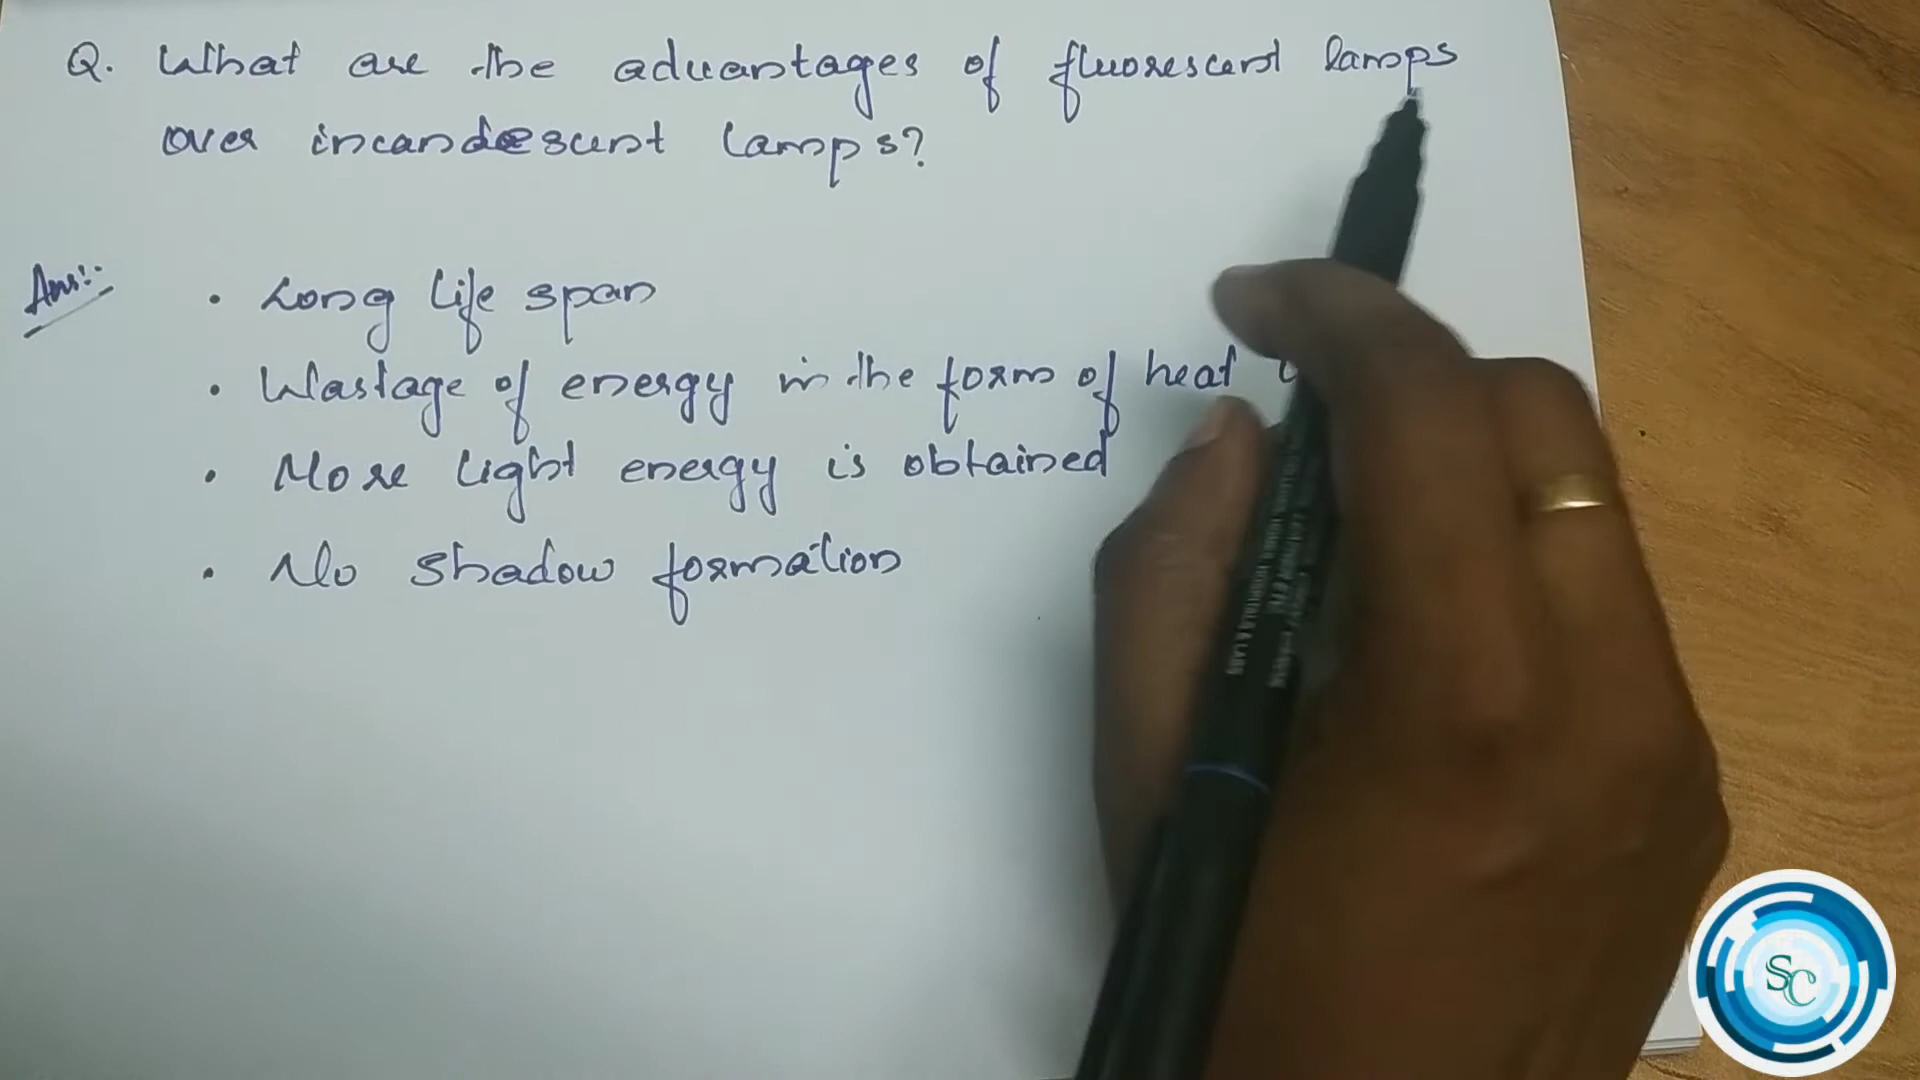 Q. What are the advantages of fluorescent lamps
over incandescent lamps?
Ans:-
• Long life span
• Wastage of energy in the form of heat
• More light energy is obtained
• No shadow formation
SC